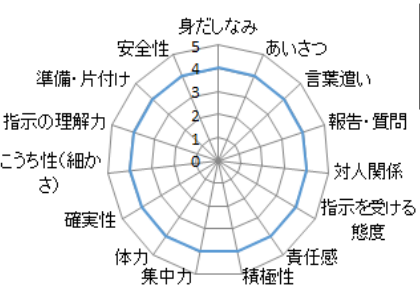 身だしなみ
あいさつ
言葉遣い
報告・質問
対人関係
指示を受ける
態度
責任感
積極性
集中力
体力
確実性
こうち性(細か
さ)
指示の理解力
準備・片付け
安全性
5
4
3
2
1
0